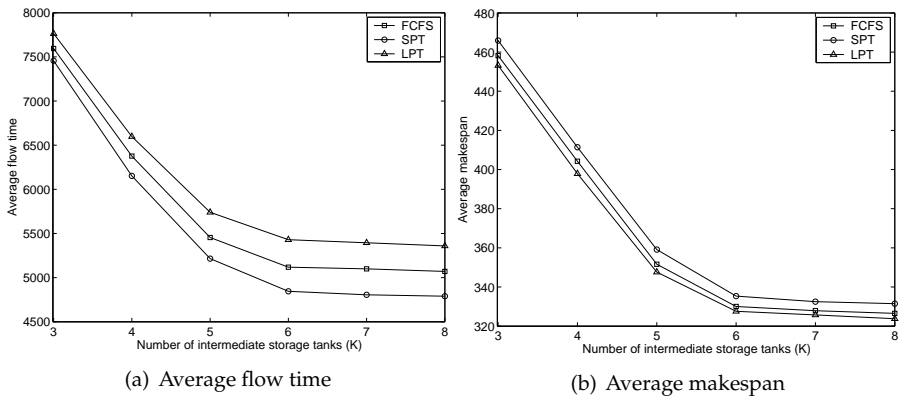 8000
7500
7000
6500
6000
5500
5000
4500
Average flow time
3 4 5 6 7 8
Number of intermediate storage tanks (K)
FCFS
SPT
LPT
(a) Average flow time
480
460
440
420
400
380
360
340
320
Average makespan
3 4 5 6 7 8
Number of intermediate storage tanks (K)
FCFS
SPT
LPT
(b) Average makespan